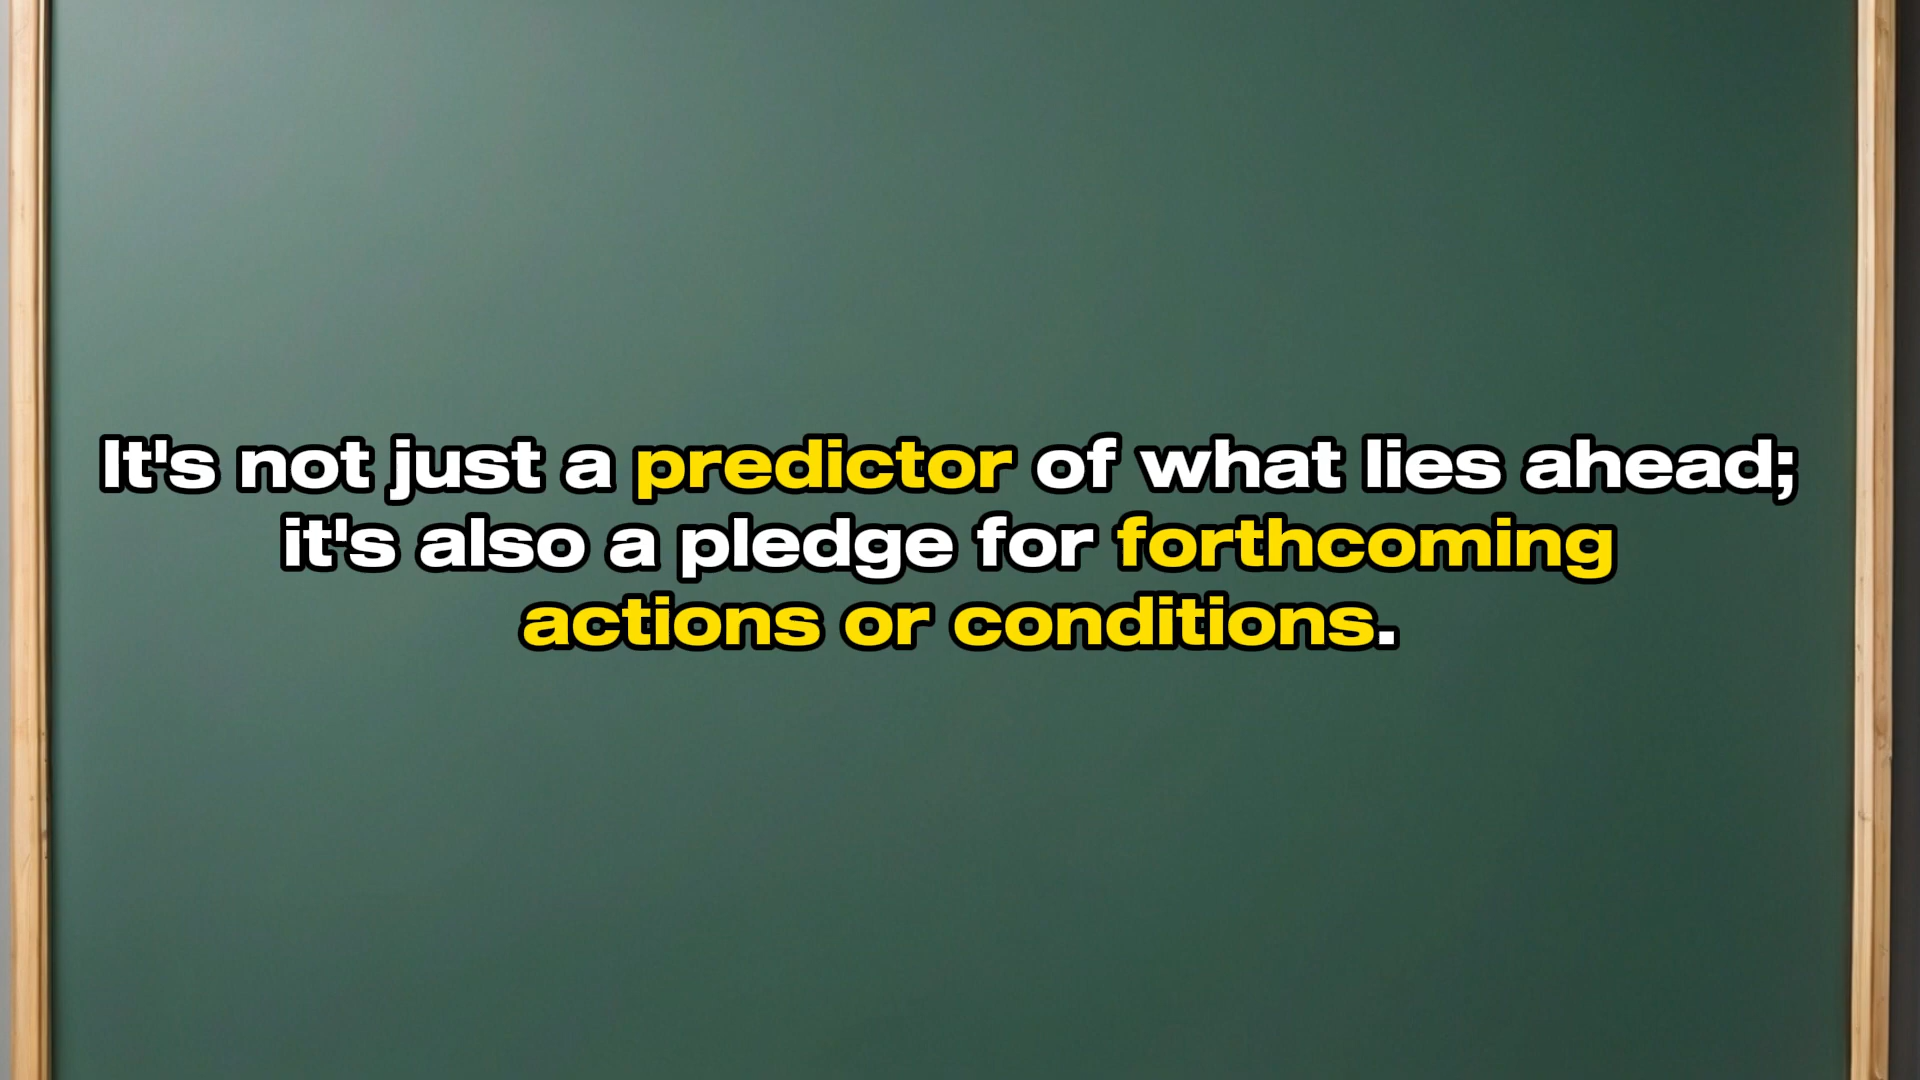 It's not just a predictor of what lies ahead;
it's also a pledge for forthcoming
actions or conditions.